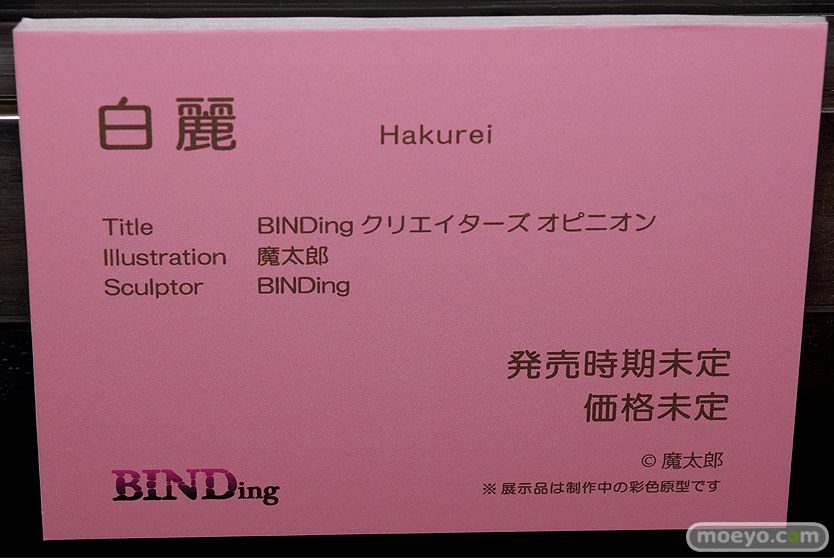 白麗 Hakurei
Title BINDing クリエイターズ オピニオン
Illustration 魔太郎
Sculptor BINDing
発売時期未定
価格未定
© 魔太郎
※ 展示品は制作中の彩色原型です
BINDing
moeyo.com